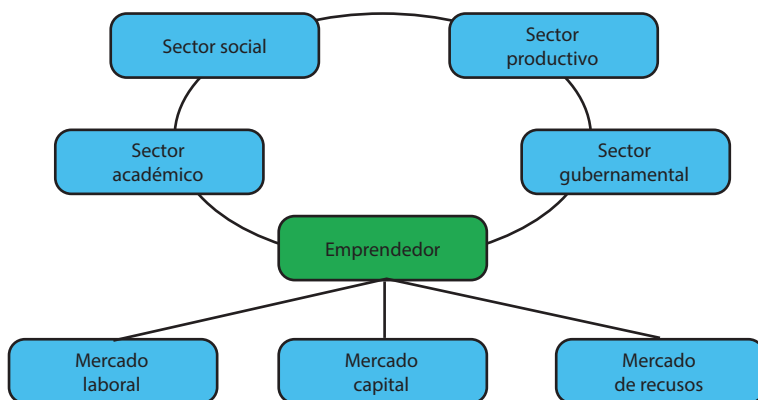 Sector social
Sector
productivo
Sector
académico
Sector
gubernamental
Emprendedor
Mercado
laboral
Mercado
capital
Mercado
de recusos